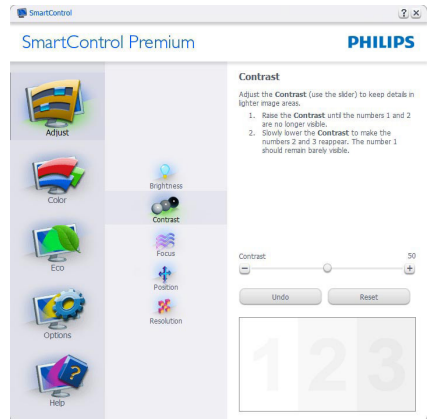 SmartControl
SmartControl Premium
PHILIPS
Adjust
Color
Eco
Options
Help
Brightness
Contrast
Focus
Position
Resolution
Contrast
Adjust the Contrast (use the slider) to keep details in
lighter image areas.
1. Raise the Contrast until the numbers 1 and 2
are no longer visible.
2. Slowly lower the Contrast to make the
numbers 2 and 3 reappear. The number 1
should remain barely visible.
Contrast 50
Undo Reset
1 2 3